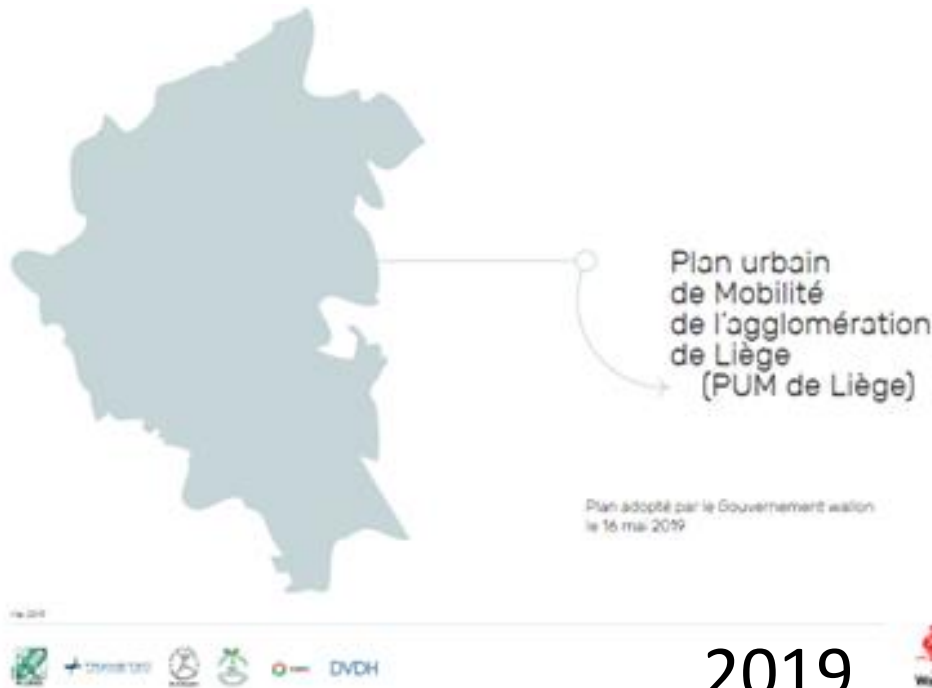 Plan urbain
de Mobilité
de l'agglomération
de Liège
(PUM de Liège)
Plan adopté par le Gouvernement wallon
le 16 mai 2019
DVDH
2019